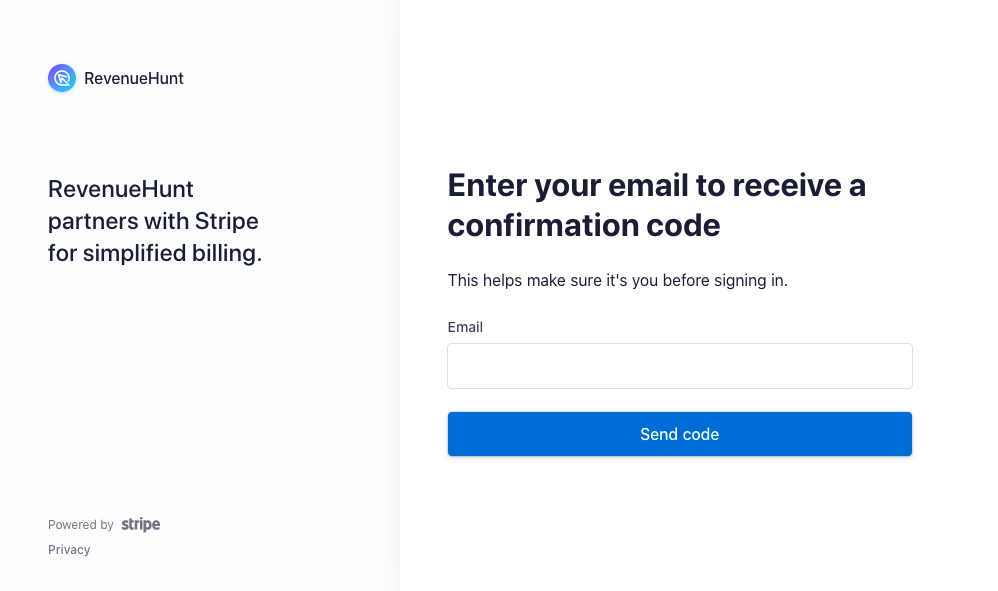 RevenueHunt
RevenueHunt
partners with Stripe
for simplified billing.
Powered by stripe
Privacy
Enter your email to receive a
confirmation code
This helps make sure it's you before signing in.
Email
Send code